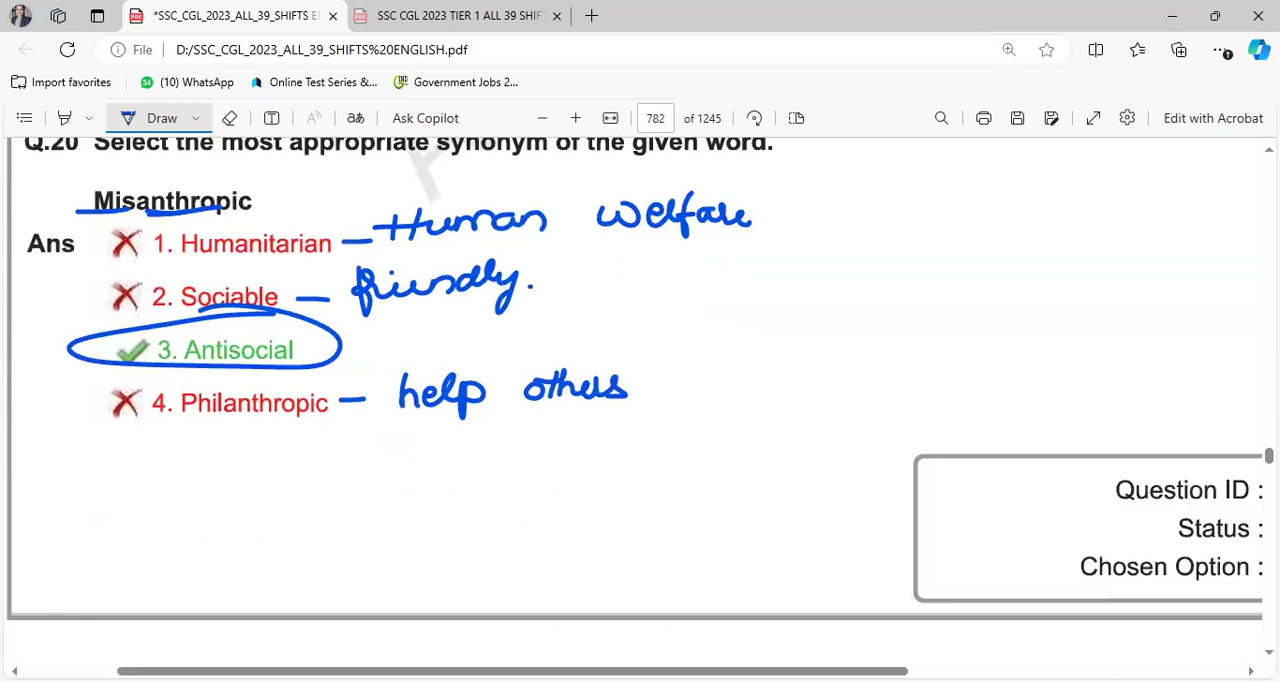 *SSC_CGL_2023_ALL_39_SHIFTS E
SSC CGL 2023 TIER 1 ALL 39 SHIF
File D:/SSC_CGL_2023_ALL_39_SHIFTS%20ENGLISH.pdf
Import favorites
34 (10) WhatsApp
Online Test Series &...
Government Jobs 2...
Draw
Ask Copilot
782 of 1245
Edit with Acrobat
Q.20 Select the most appropriate synonym of the given word.
Misanthropic
Ans 1. Humanitarian – Human welfare
2. Sociable – friendly.
3. Antisocial
4. Philanthropic – help others
Question ID :
Status :
Chosen Option :